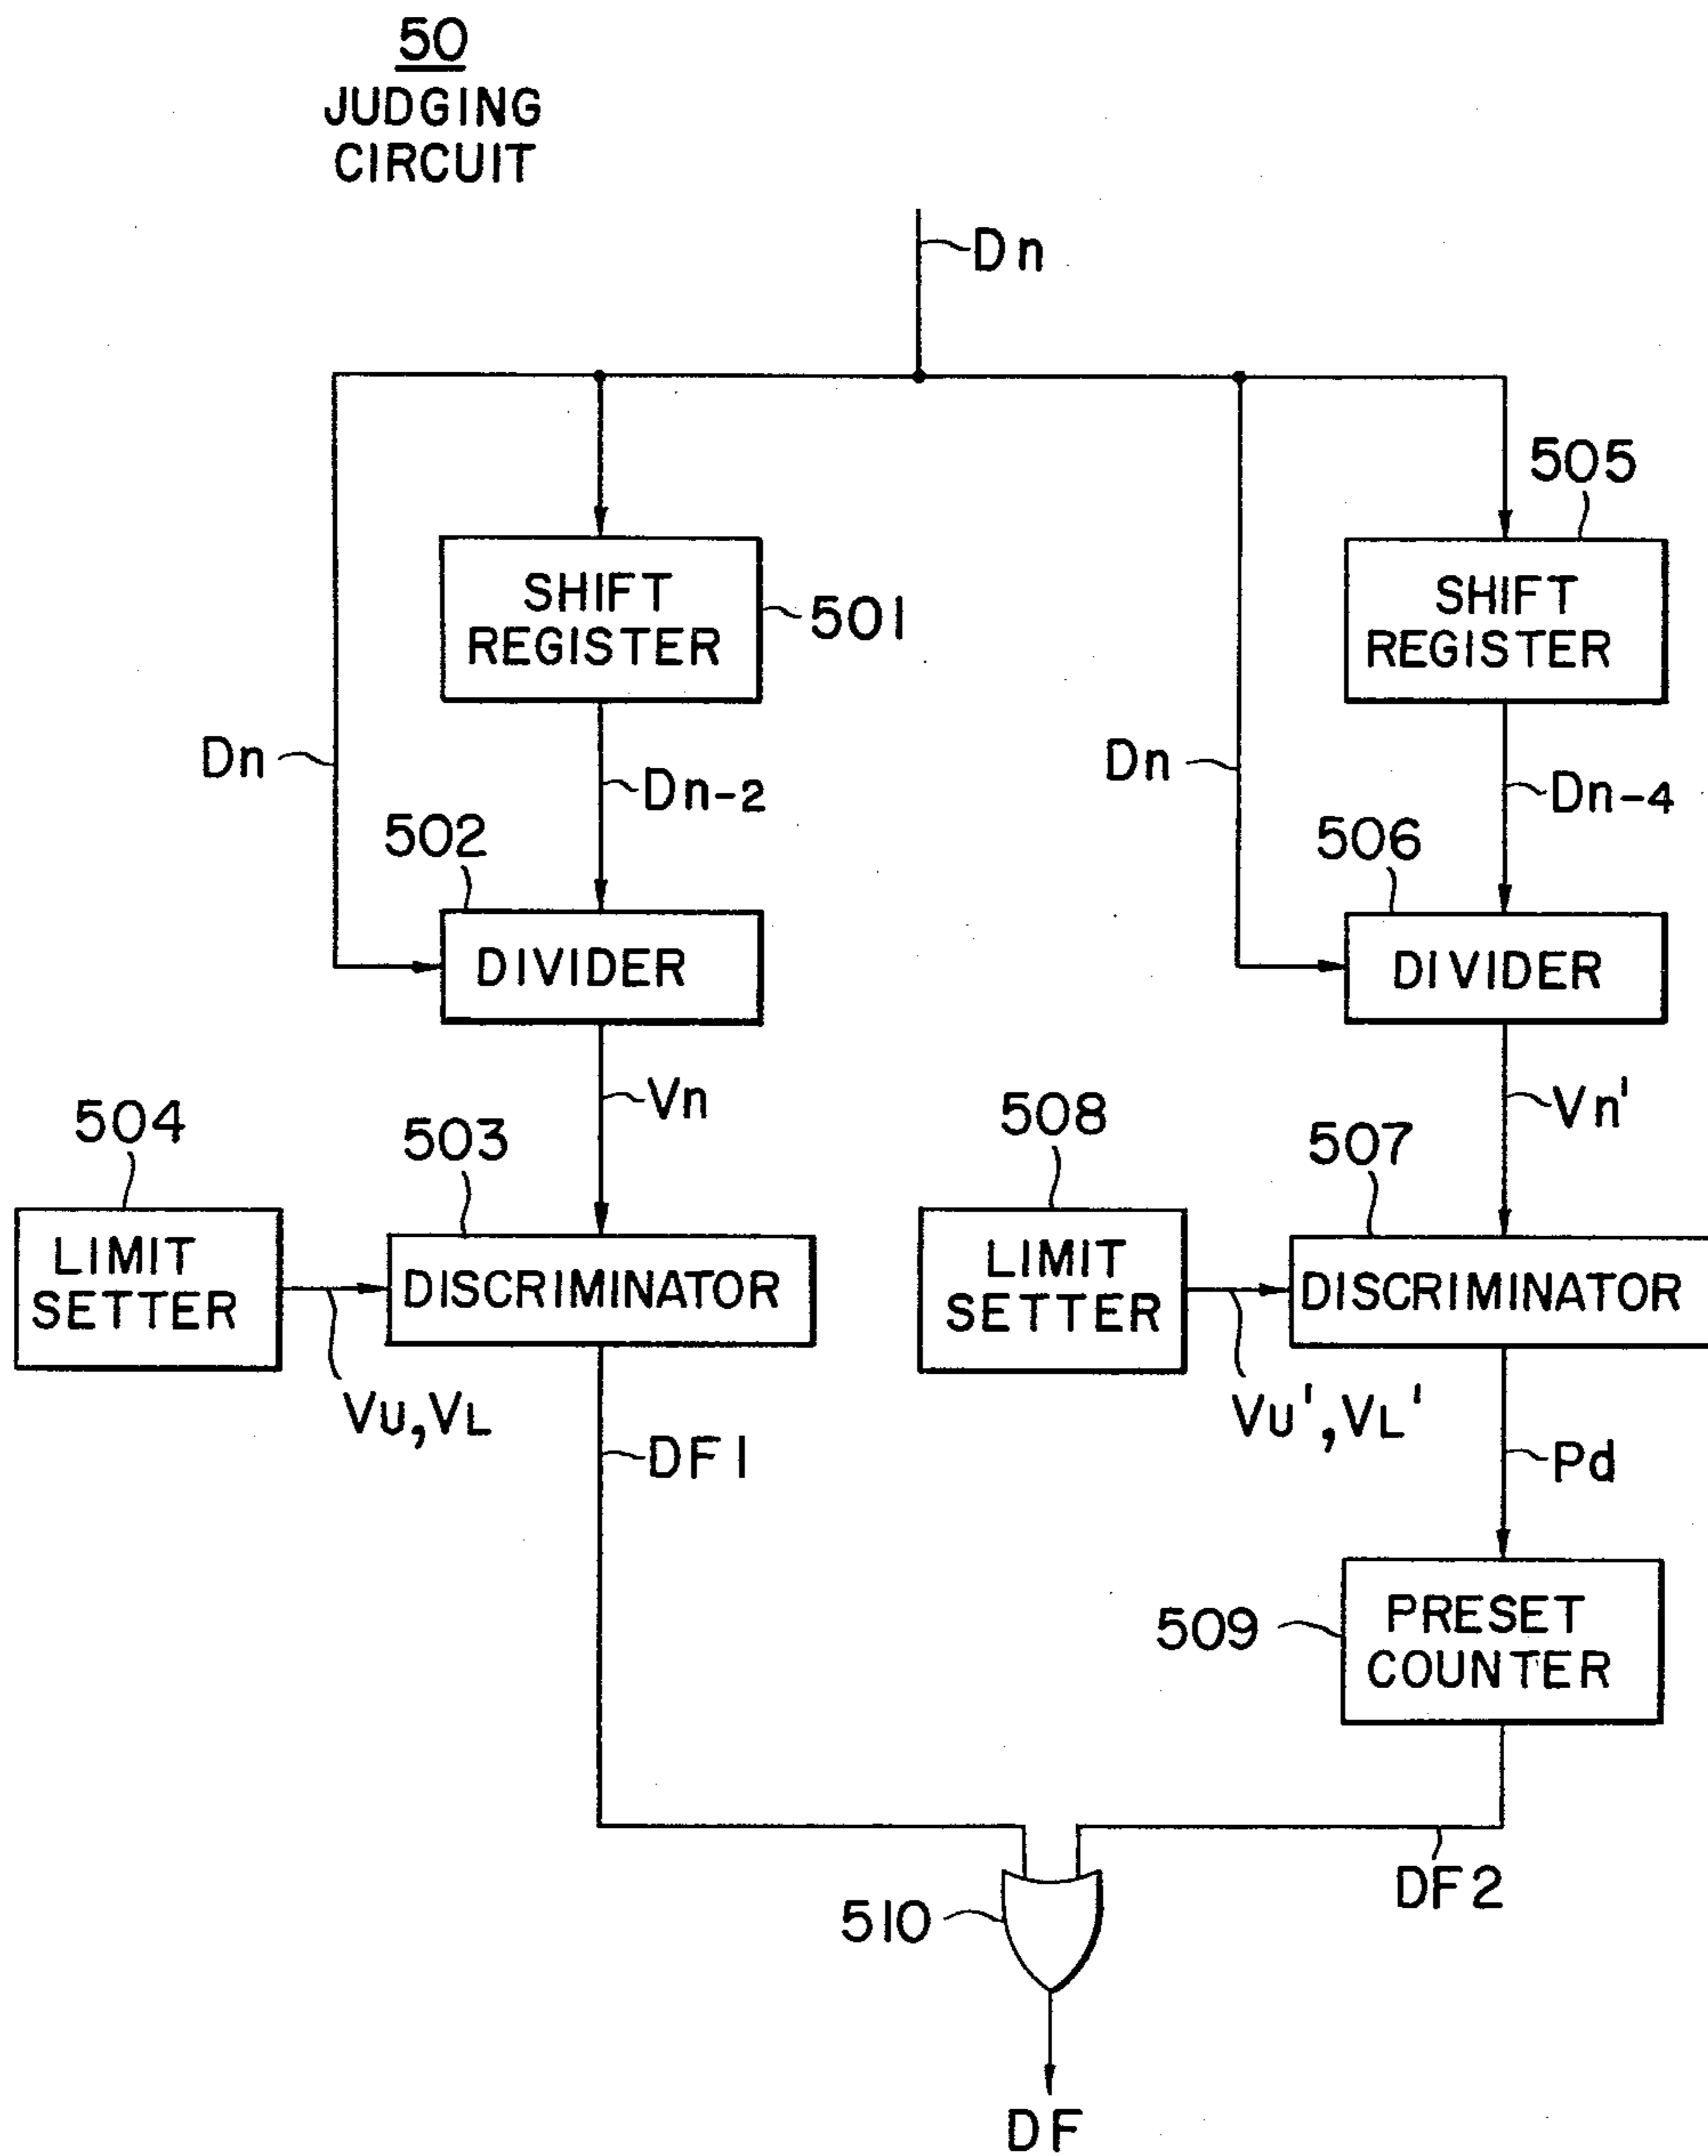 50
JUDGING
CIRCUIT
Dn
505
SHIFT
REGISTER
501
SHIFT
REGISTER
Dn
Dn-2
Dn
Dn-4
502
506
DIVIDER
DIVIDER
Vn
Vn'
504
503
508
507
LIMIT
SETTER
DISCRIMINATOR
LIMIT
SETTER
DISCRIMINATOR
VU,VL
VU',VL'
DF1
Pd
509
PRESET
COUNTER
DF2
510
DF